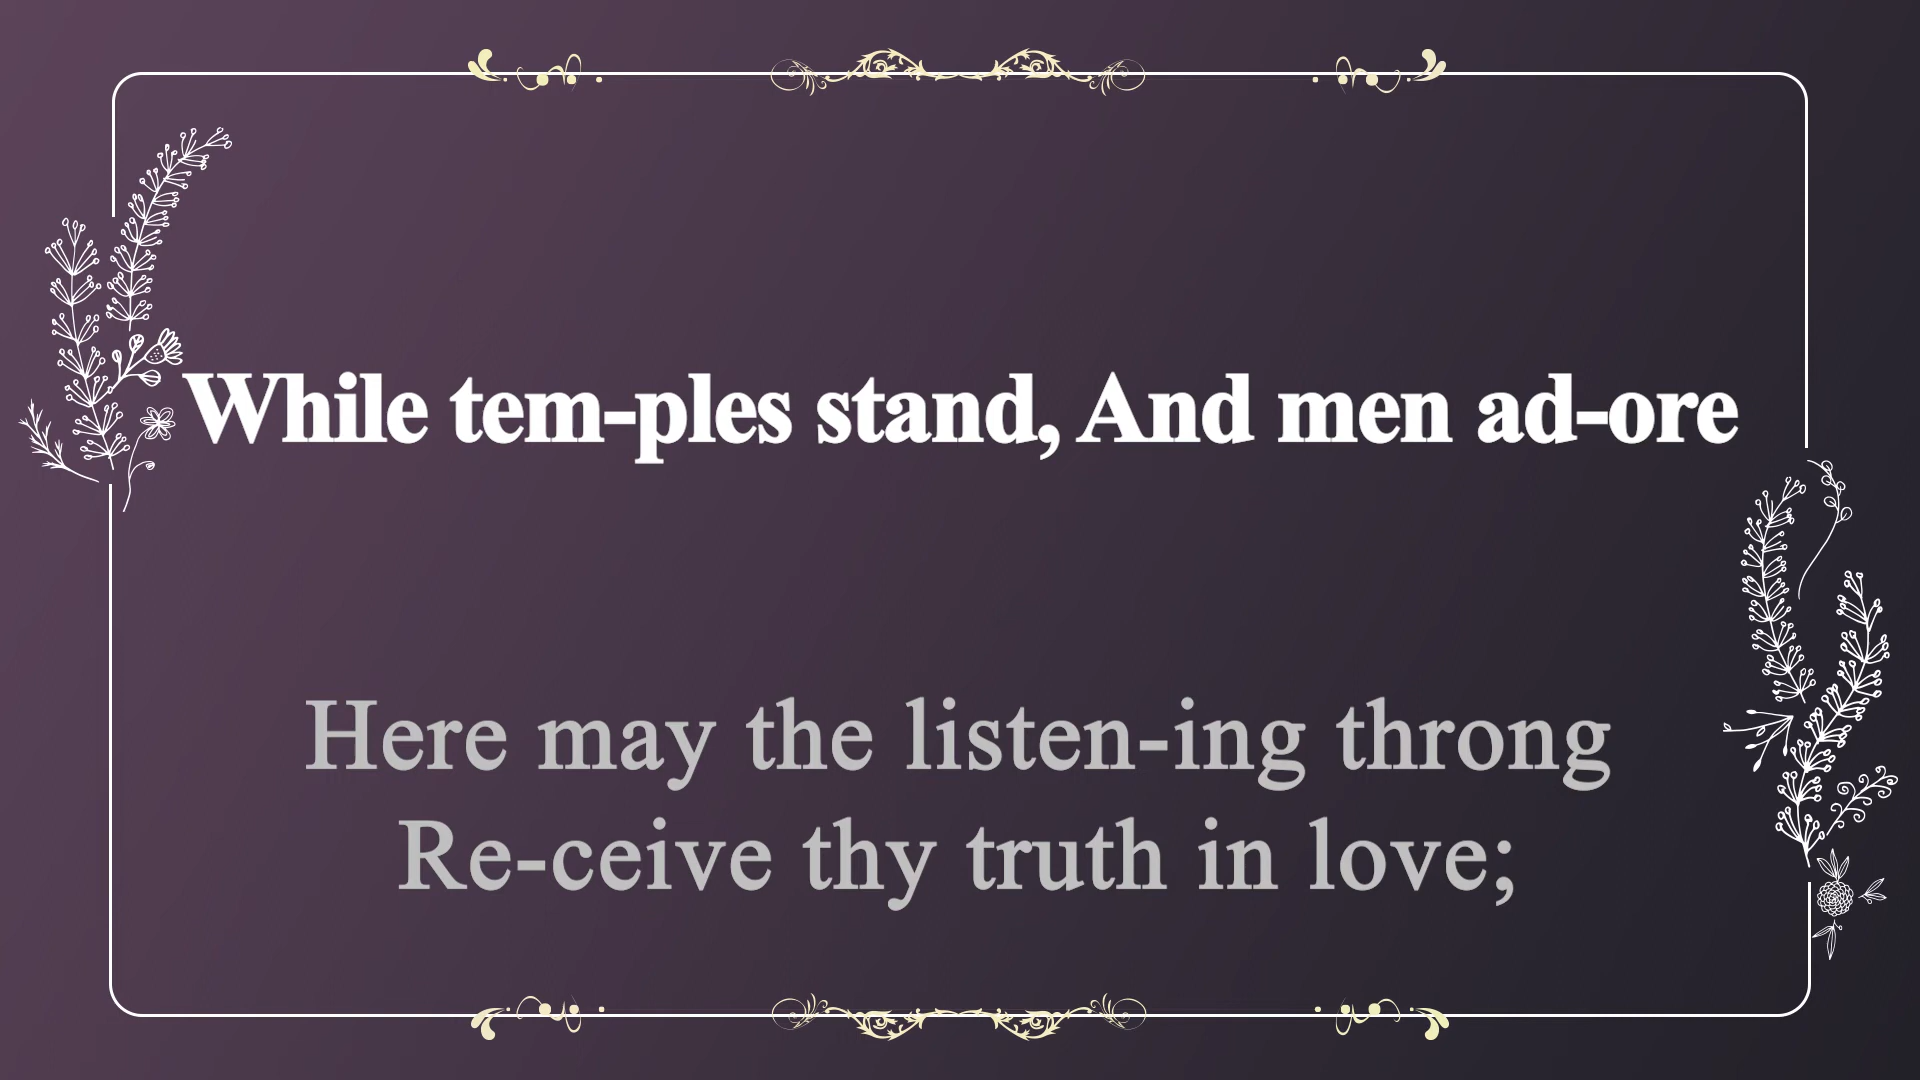 While tem-ples stand, And men ad-ore
Here may the listen-ing throng
Re-ceive thy truth in love;